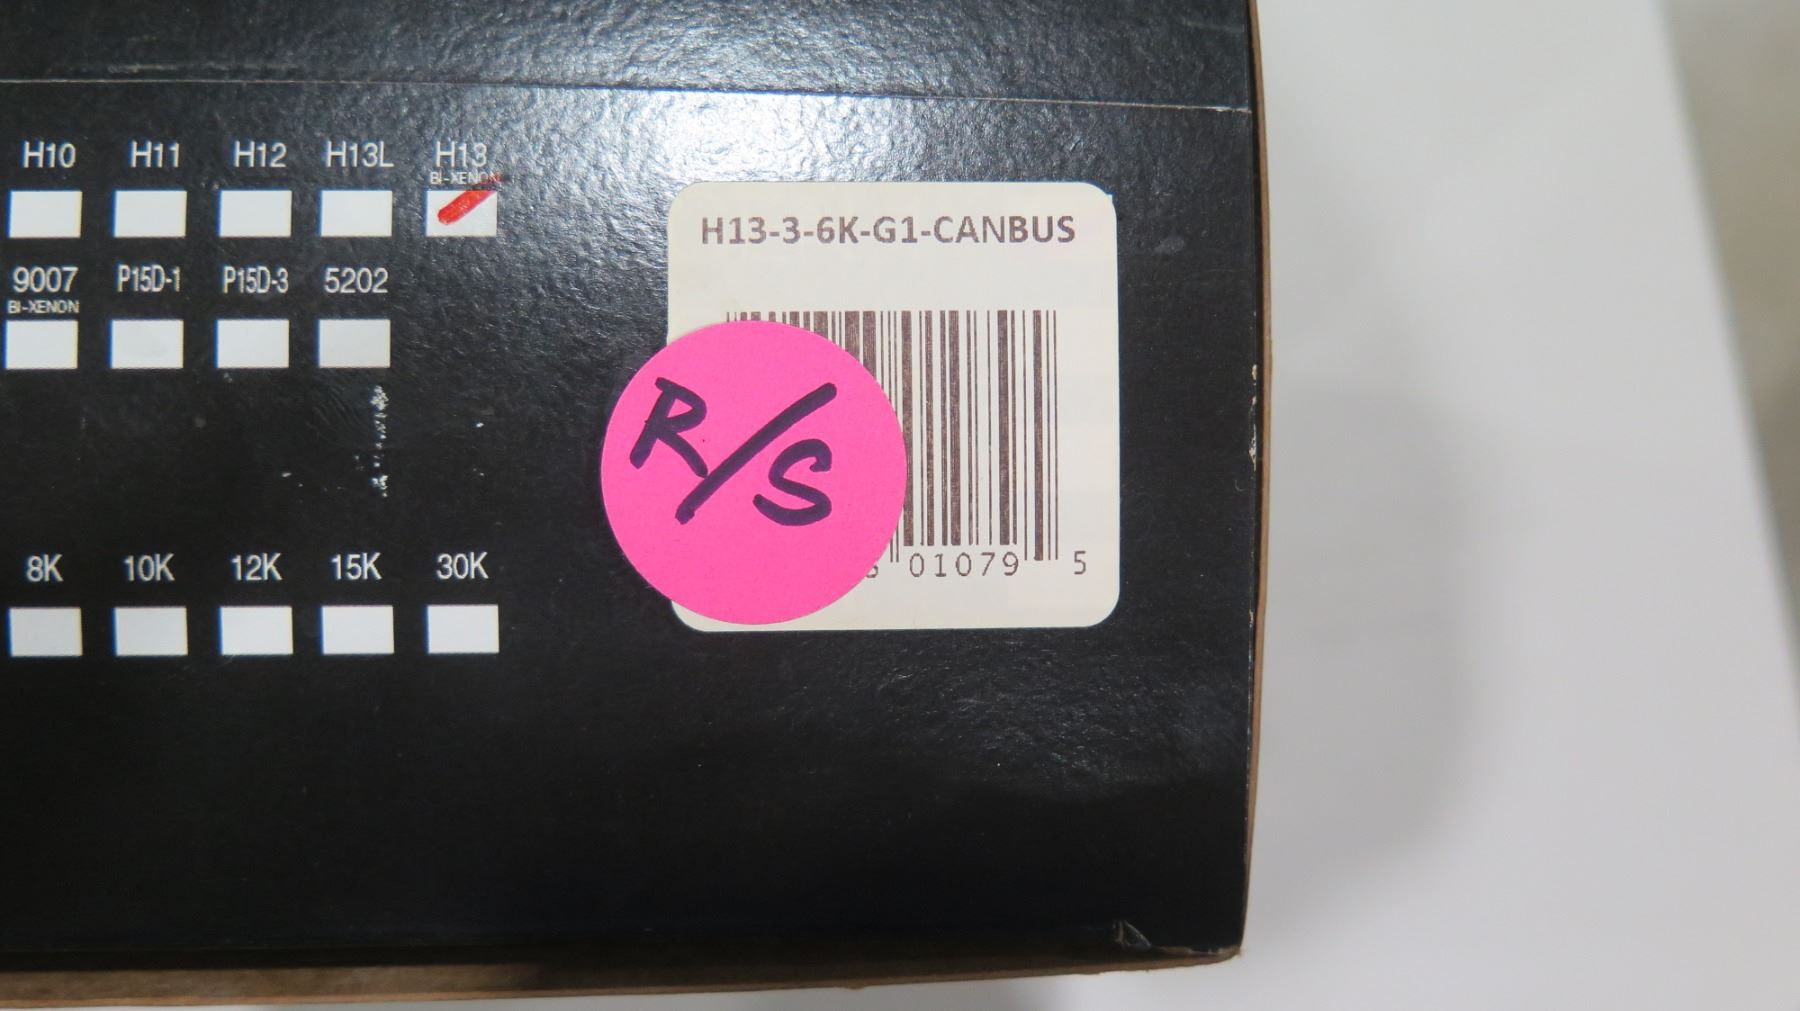 H10 H11 H12 H13L H13
BI-XENON
9007 P15D-1 P15D-3 5202
BI-XENON
8K 10K 12K 15K 30K
H13-3-6K-G1-CANBUS
R/S
01079 5